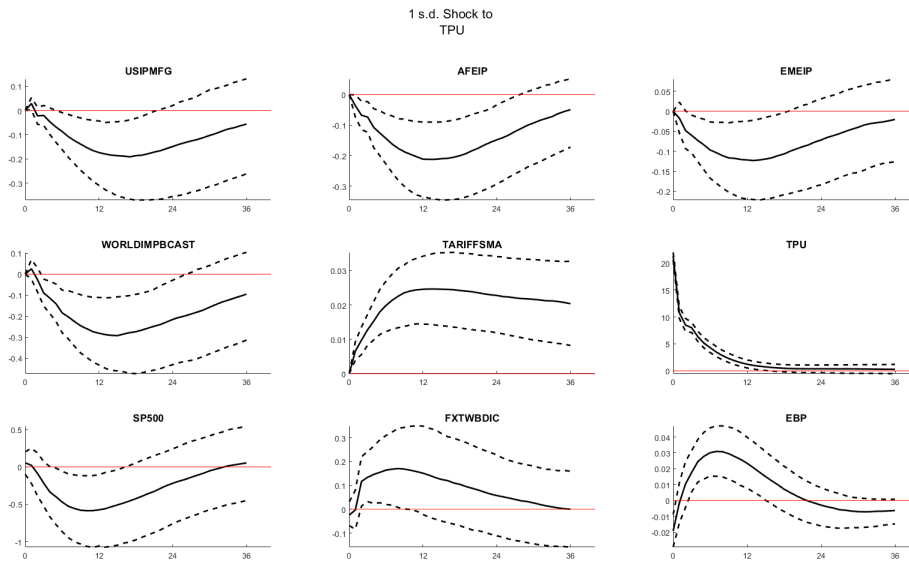 1 s.d. Shock to
TPU
USIPMFG
0.1
0
-0.1
-0.2
-0.3
0 12 24 36
AFEIP
0
-0.1
-0.2
-0.3
0 12 24 36
EMEIP
0.05
0
-0.05
-0.1
-0.15
-0.2
0 12 24 36
WORLDIMPBCAST
0.1
0
-0.1
-0.2
-0.3
-0.4
0 12 24 36
TARIFFSMA
0.03
0.02
0.01
0
0 12 24 36
TPU
20
15
10
5
0
0 12 24 36
SP500
0.5
0
-0.5
-1
0 12 24 36
FXTWBDIC
0.3
0.2
0.1
0
-0.1
0 12 24 36
EBP
0.04
0.03
0.02
0.01
0
-0.01
-0.02
0 12 24 36